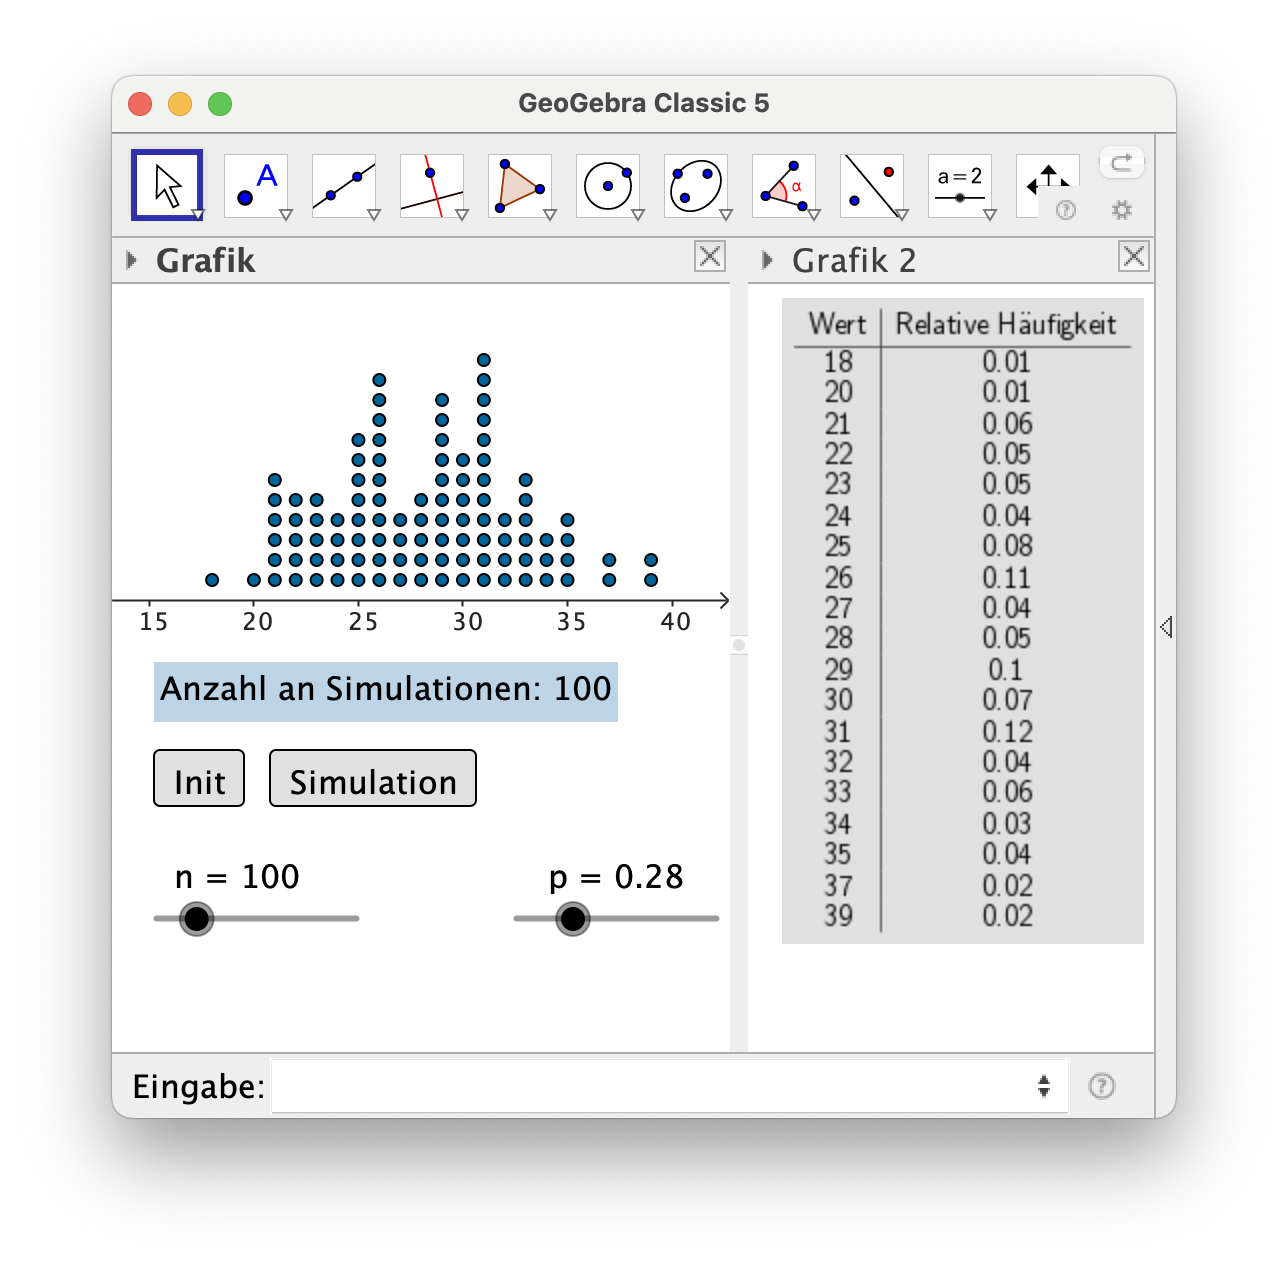 GeoGebra Classic 5
A
α
a=2
Grafik
Grafik 2
15 20 25 30 35 40
Anzahl an Simulationen: 100
Init Simulation
n = 100 p = 0.28
Wert Relative Häufigkeit
18 0.01
20 0.01
21 0.06
22 0.05
23 0.05
24 0.04
25 0.08
26 0.11
27 0.04
28 0.05
29 0.1
30 0.07
31 0.12
32 0.04
33 0.06
34 0.03
35 0.04
37 0.02
39 0.02
Eingabe: